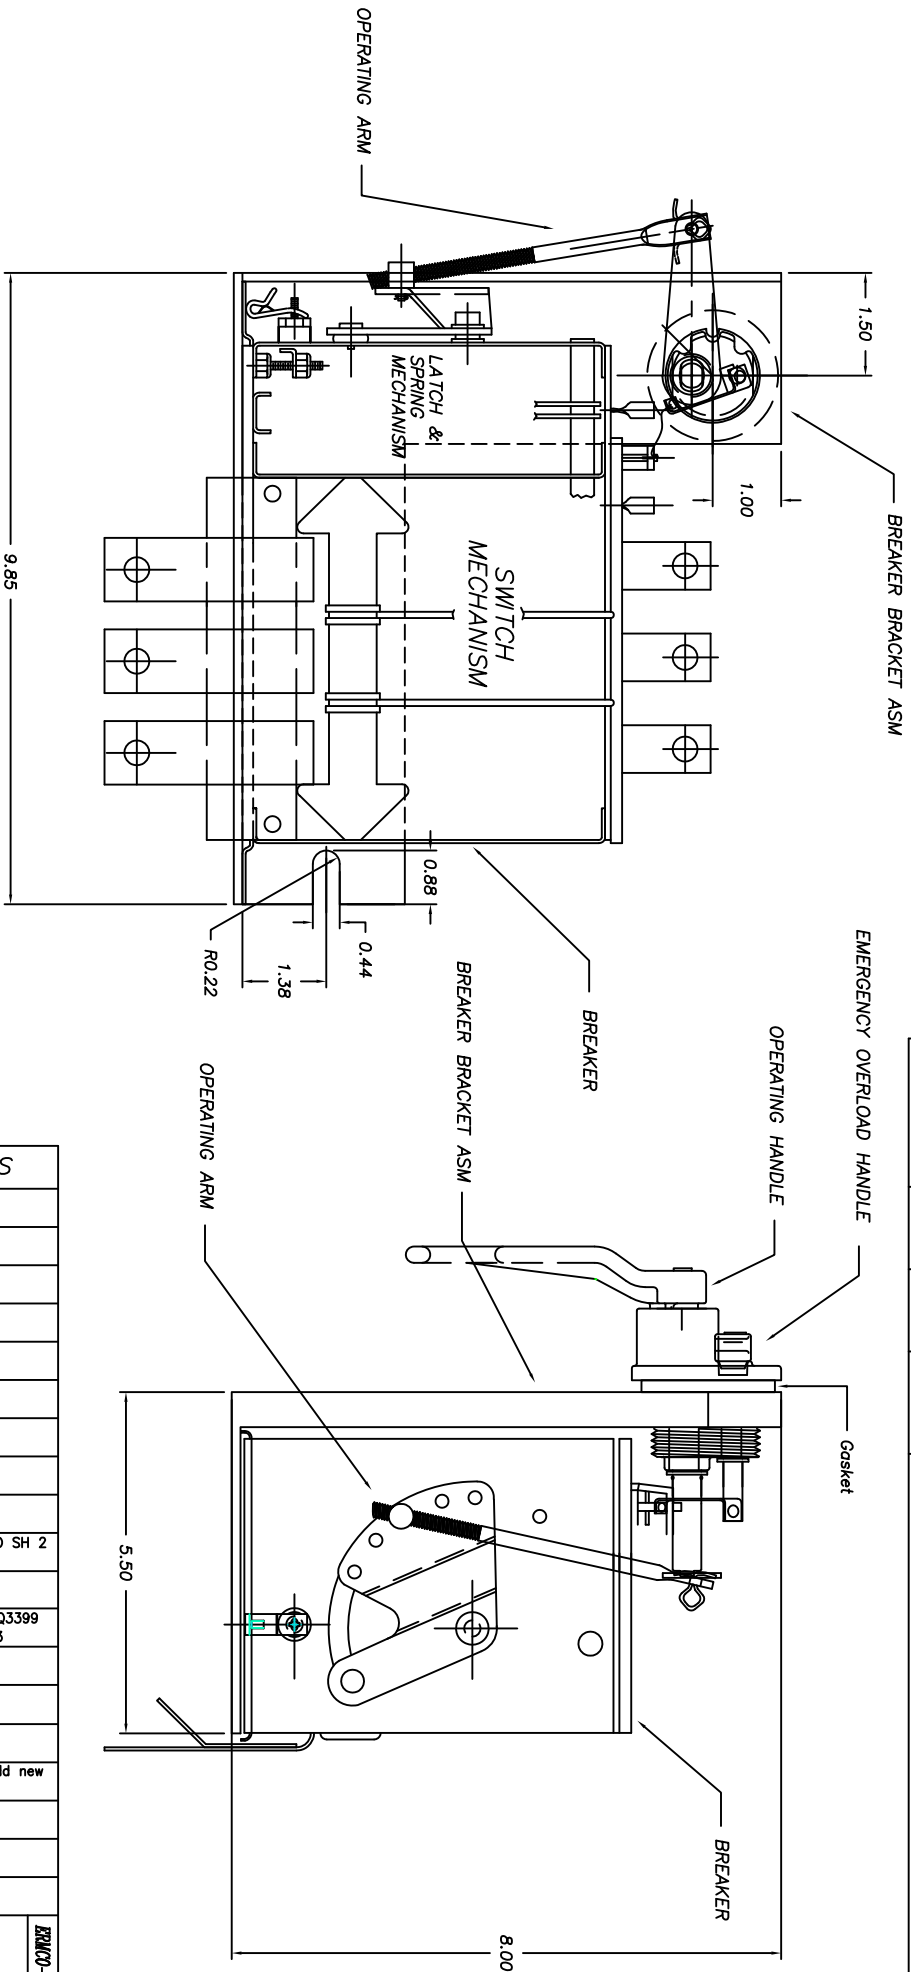 OPERATING ARM
1.50
BREAKER BRACKET ASM
1.00
LATCH &
SPRING
MECHANISM
SWITCH
MECHANISM
9.85
0.88
0.44
R0.22
1.38
BREAKER
EMERGENCY OVERLOAD HANDLE
OPERATING HANDLE
BREAKER BRACKET ASM
OPERATING ARM
Gasket
5.50
BREAKER
8.00
S
SH 2
Q3399
new
ERMCO-